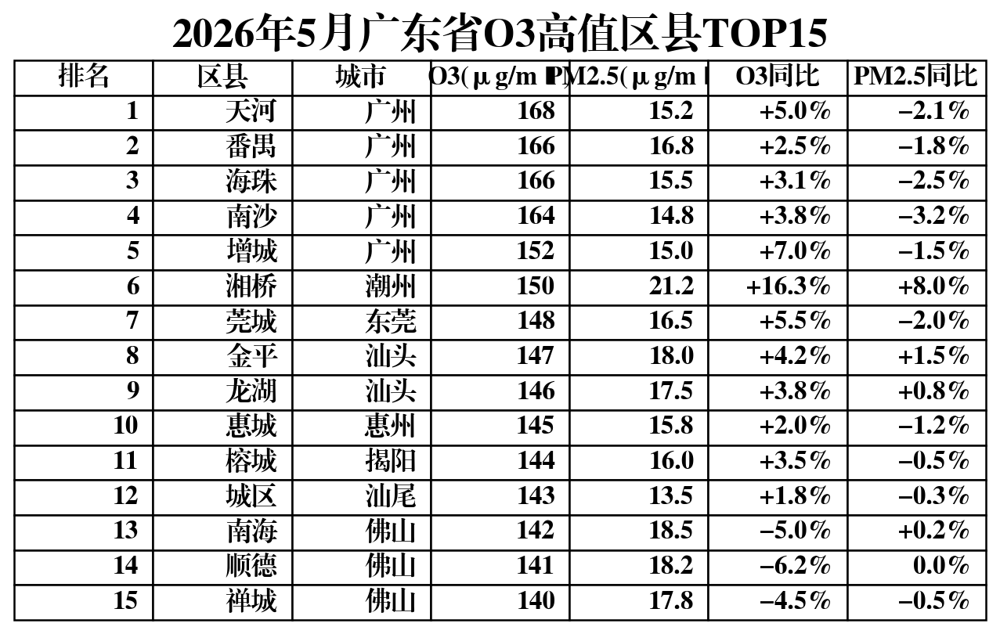 2026年5月广东省O3高值区县TOP15
排名 区县 城市 O3(μg/m PM2.5(μg/m O3同比 PM2.5同比
1 天河 广州 168 15.2 +5.0% −2.1%
2 番禺 广州 166 16.8 +2.5% −1.8%
3 海珠 广州 166 15.5 +3.1% −2.5%
4 南沙 广州 164 14.8 +3.8% −3.2%
5 增城 广州 152 15.0 +7.0% −1.5%
6 湘桥 潮州 150 21.2 +16.3% +8.0%
7 莞城 东莞 148 16.5 +5.5% −2.0%
8 金平 汕头 147 18.0 +4.2% +1.5%
9 龙湖 汕头 146 17.5 +3.8% +0.8%
10 惠城 惠州 145 15.8 +2.0% −1.2%
11 榕城 揭阳 144 16.0 +3.5% −0.5%
12 城区 汕尾 143 13.5 +1.8% −0.3%
13 南海 佛山 142 18.5 −5.0% +0.2%
14 顺德 佛山 141 18.2 −6.2% 0.0%
15 禅城 佛山 140 17.8 −4.5% −0.5%